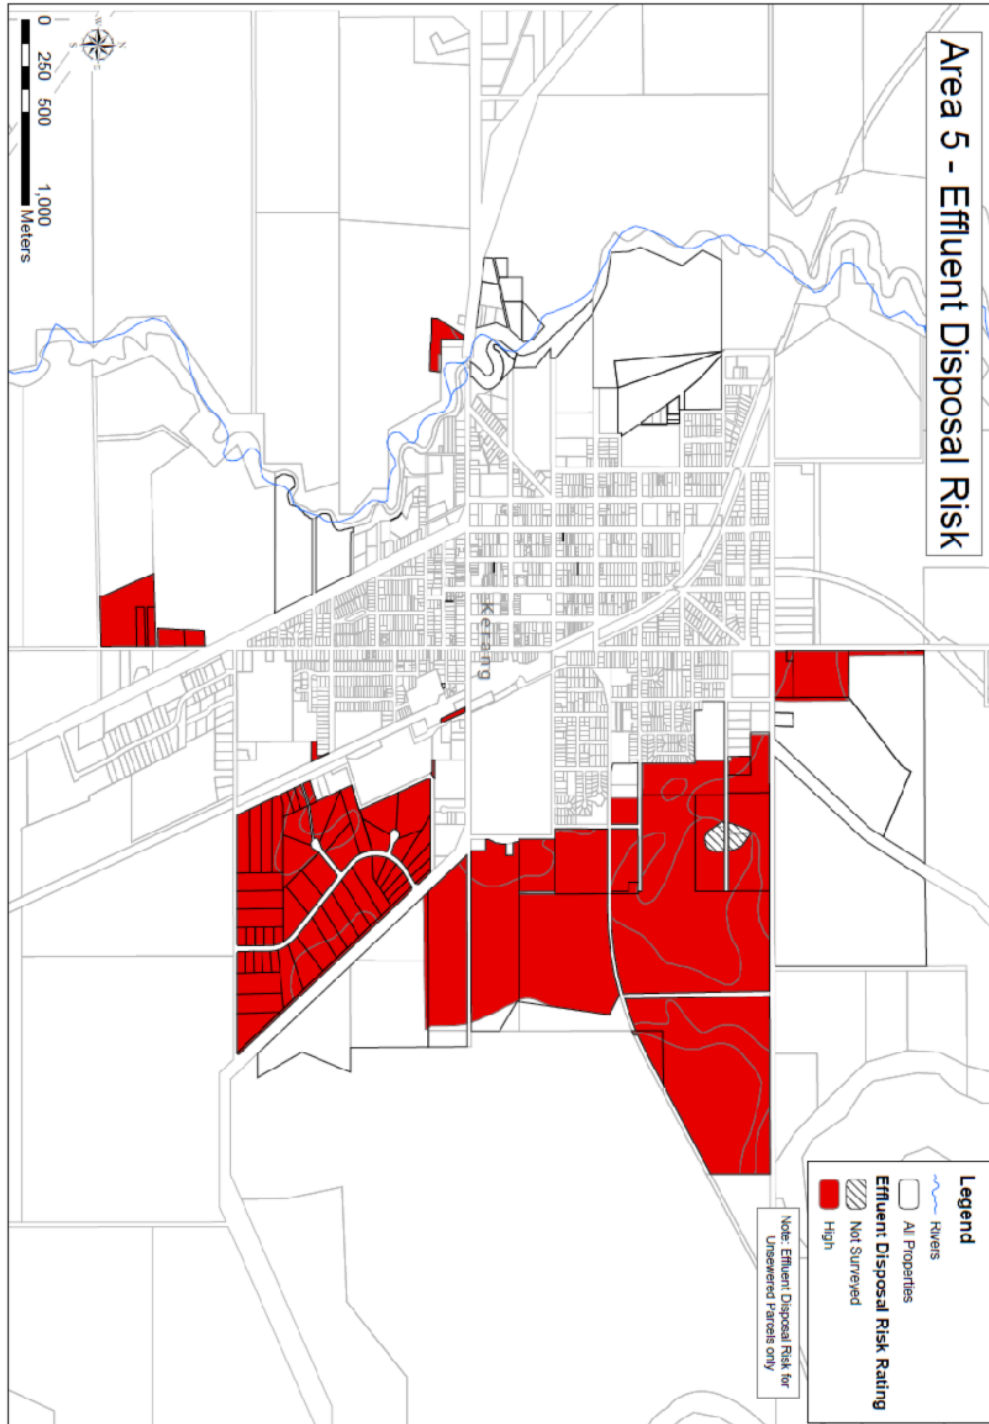 Area 5 - Effluent Disposal Risk
N
W
S
E
0 250 500 1,000
Meters
Kerang
Legend
Rivers
All Properties
Effluent Disposal Risk Rating
Not Surveyed
High
Note: Effluent Disposal Risk for
Unsewered Parcels only